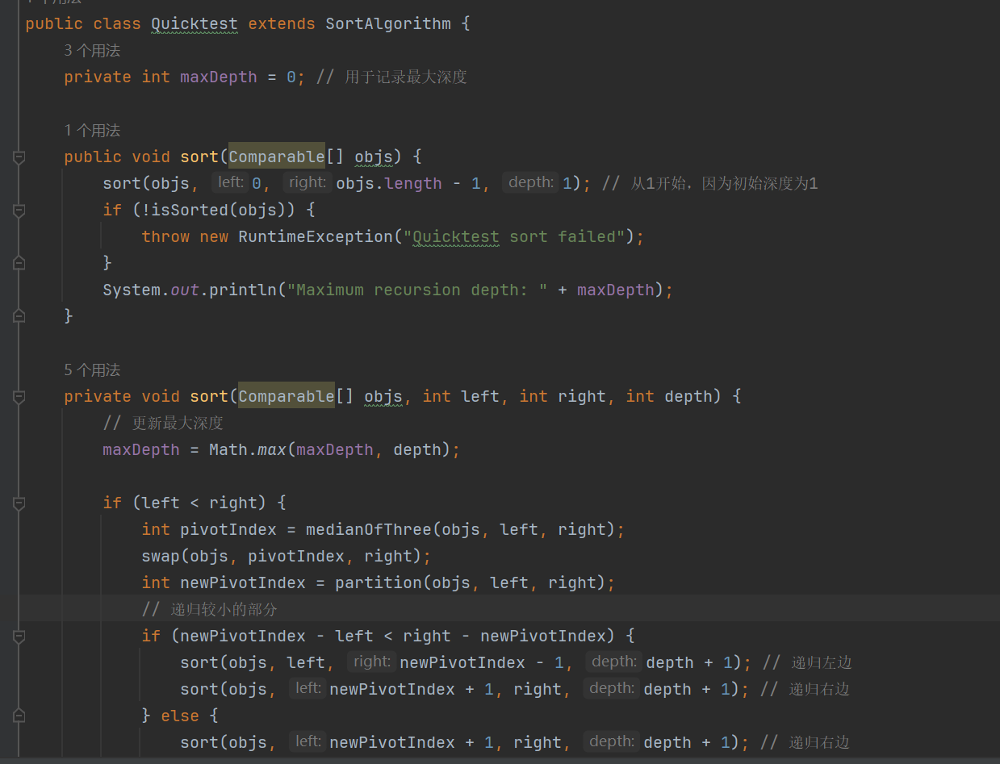 public class Quicktest extends SortAlgorithm {
3 个用法
private int maxDepth = 0; // 用于记录最大深度
1 个用法
public void sort(Comparable[] objs) {
sort(objs, left: 0, right: objs.length - 1, depth: 1); // 从1开始，因为初始深度为1
if (!isSorted(objs)) {
throw new RuntimeException("Quicktest sort failed");
}
System.out.println("Maximum recursion depth: " + maxDepth);
}
5 个用法
private void sort(Comparable[] objs, int left, int right, int depth) {
// 更新最大深度
maxDepth = Math.max(maxDepth, depth);
if (left < right) {
int pivotIndex = medianOfThree(objs, left, right);
swap(objs, pivotIndex, right);
int newPivotIndex = partition(objs, left, right);
// 递归较小的部分
if (newPivotIndex - left < right - newPivotIndex) {
sort(objs, left, right: newPivotIndex - 1, depth: depth + 1); // 递归左边
sort(objs, left: newPivotIndex + 1, right, depth: depth + 1); // 递归右边
} else {
sort(objs, left: newPivotIndex + 1, right, depth: depth + 1); // 递归右边